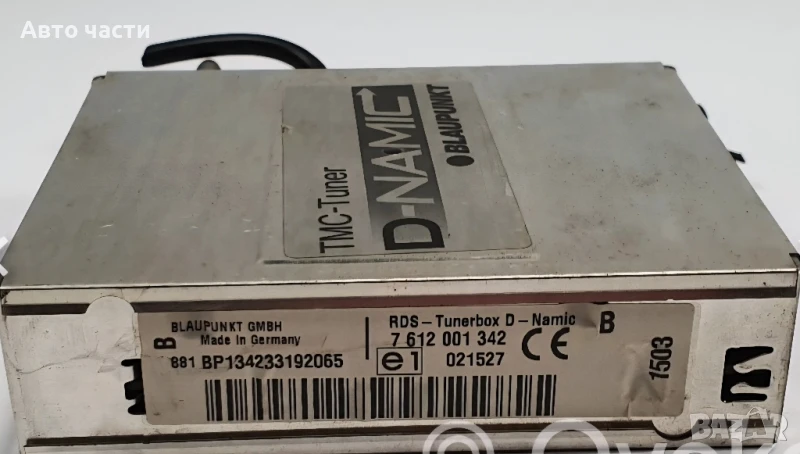 Авто части
TMC-Tuner
D-NAMIC
BLAUPUNKT
B BLAUPUNKT GMBH
Made in Germany
881 BP134233192065
RDS-Tunerbox D-Namic B
7 612 001 342
e1 021527 CE
1503
BAZAR